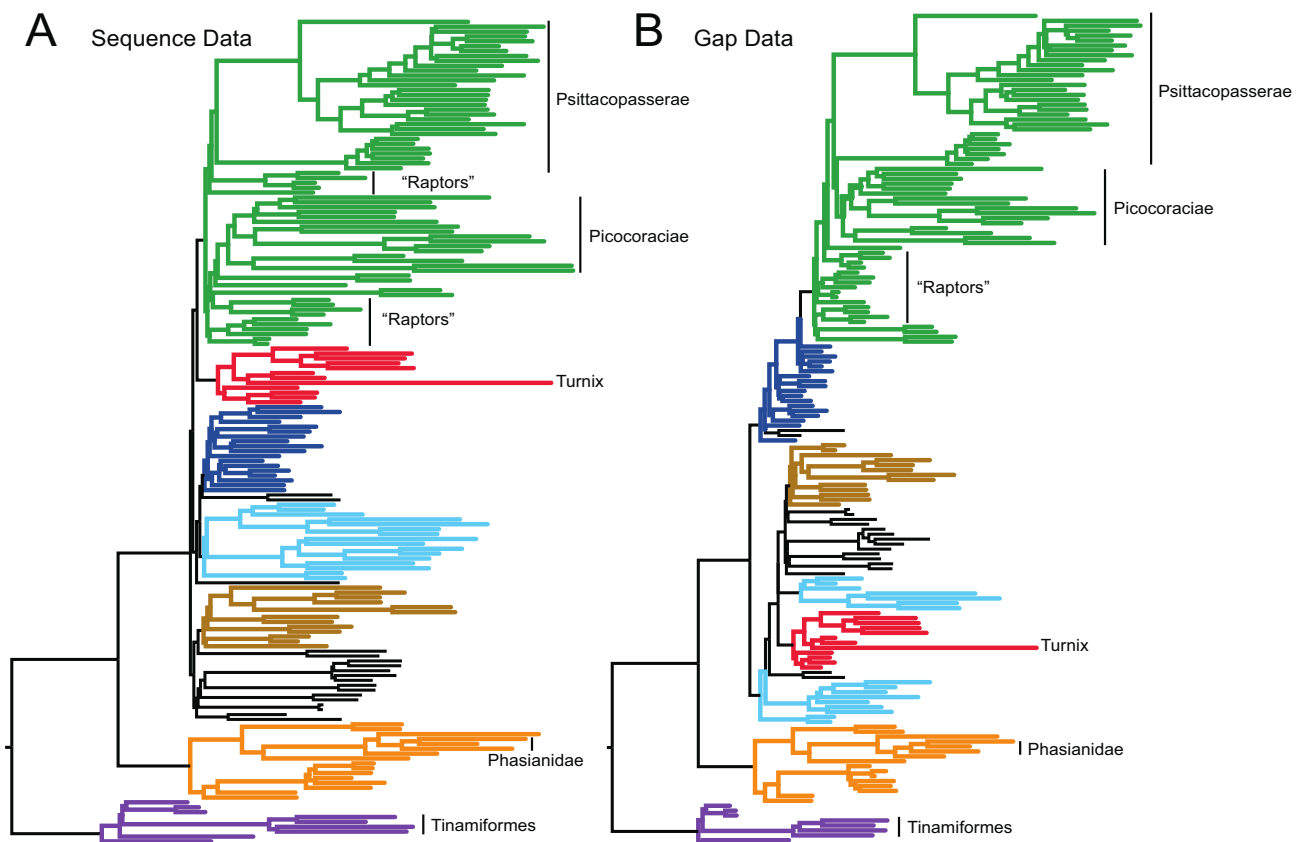 A Sequence Data
Psittacopasserae
“Raptors”
Picocoraciae
“Raptors”
Turnix
Phasianidae
Tinamiformes
B Gap Data
Psittacopasserae
Picocoraciae
“Raptors”
Turnix
Phasianidae
Tinamiformes